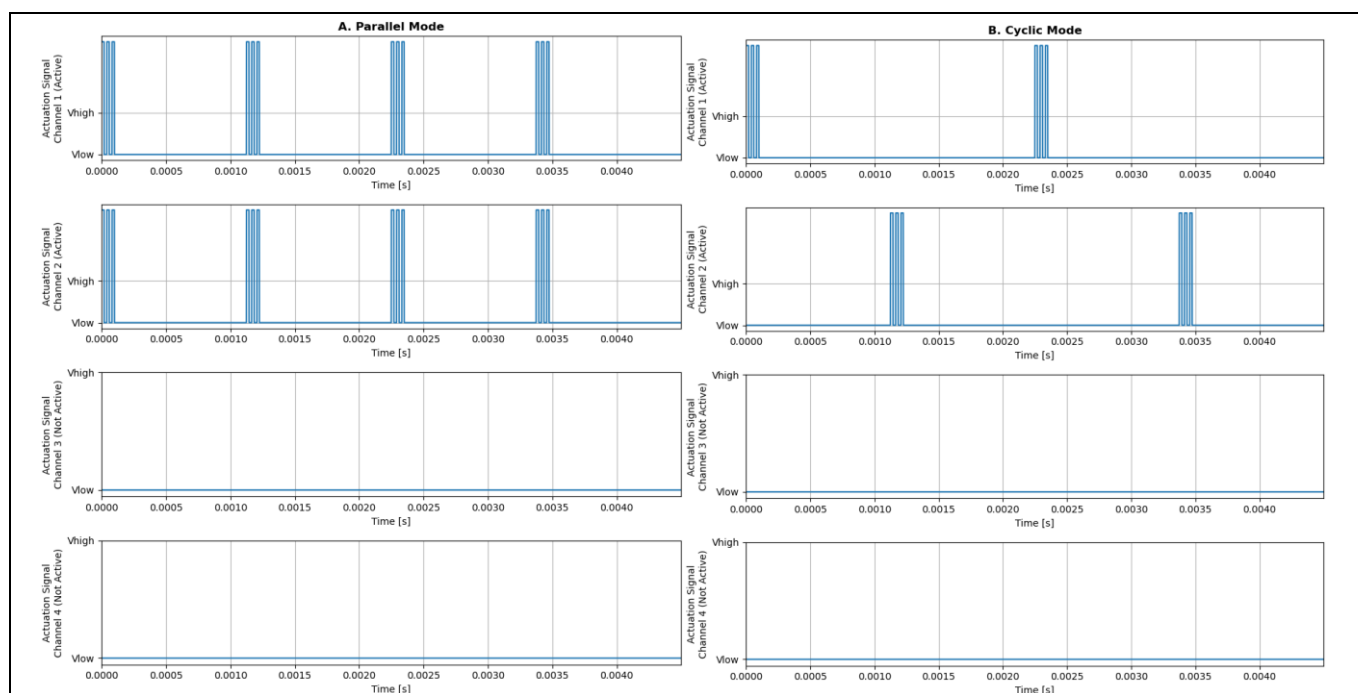 A. Parallel Mode
Actuation Signal
Channel 1 (Active)
Vhigh
Vlow
0.0000 0.0005 0.0010 0.0015 0.0020 0.0025 0.0030 0.0035 0.0040
Time [s]
Actuation Signal
Channel 2 (Active)
Vhigh
Vlow
0.0000 0.0005 0.0010 0.0015 0.0020 0.0025 0.0030 0.0035 0.0040
Time [s]
Actuation Signal
Channel 3 (Not Active)
Vhigh
Vlow
0.0000 0.0005 0.0010 0.0015 0.0020 0.0025 0.0030 0.0035 0.0040
Time [s]
Actuation Signal
Channel 4 (Not Active)
Vhigh
Vlow
0.0000 0.0005 0.0010 0.0015 0.0020 0.0025 0.0030 0.0035 0.0040
Time [s]
B. Cyclic Mode
Actuation Signal
Channel 1 (Active)
Vhigh
Vlow
0.0000 0.0005 0.0010 0.0015 0.0020 0.0025 0.0030 0.0035 0.0040
Time [s]
Actuation Signal
Channel 2 (Active)
Vhigh
Vlow
0.0000 0.0005 0.0010 0.0015 0.0020 0.0025 0.0030 0.0035 0.0040
Time [s]
Actuation Signal
Channel 3 (Not Active)
Vhigh
Vlow
0.0000 0.0005 0.0010 0.0015 0.0020 0.0025 0.0030 0.0035 0.0040
Time [s]
Actuation Signal
Channel 4 (Not Active)
Vhigh
Vlow
0.0000 0.0005 0.0010 0.0015 0.0020 0.0025 0.0030 0.0035 0.0040
Time [s]